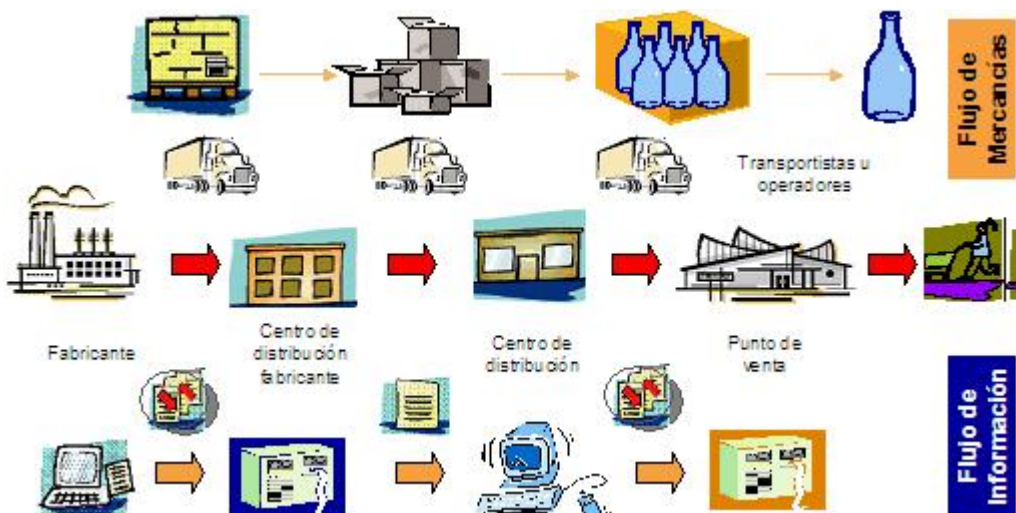 Flujo de
Mercancías
Transportistas u
operadores
Fabricante
Centro de
distribución
fabricante
Centro de
distribución
Punto de
venta
Flujo de
Información